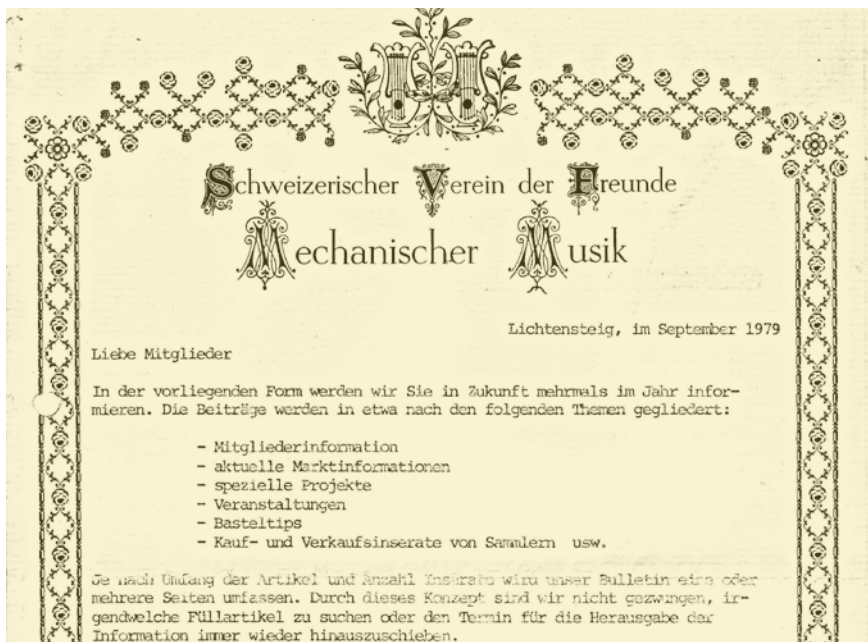 Schweizerischer Verein der Freunde
Mechanischer Musik
Lichtensteig, im September 1979
Liebe Mitglieder
In der vorliegenden Form werden wir Sie in Zukunft mehrmals im Jahr infor-
mieren. Die Beiträge werden in etwa nach den folgenden Themen gegliedert:
- Mitgliederinformation
- aktuelle Marktinformationen
- spezielle Projekte
- Veranstaltungen
- Basteltips
- Kauf- und Verkaufsinserate von Sammlern usw.
Je nach Umfang der Artikel und Anzahl Inserate wird unser Bulletin eine oder
mehrere Seiten umfassen. Durch dieses Konzept sind wir nicht gezwungen, ir-
gendwelche Füllartikel zu suchen oder den Termin für die Herausgabe der
Information immer wieder hinauszuschieben.